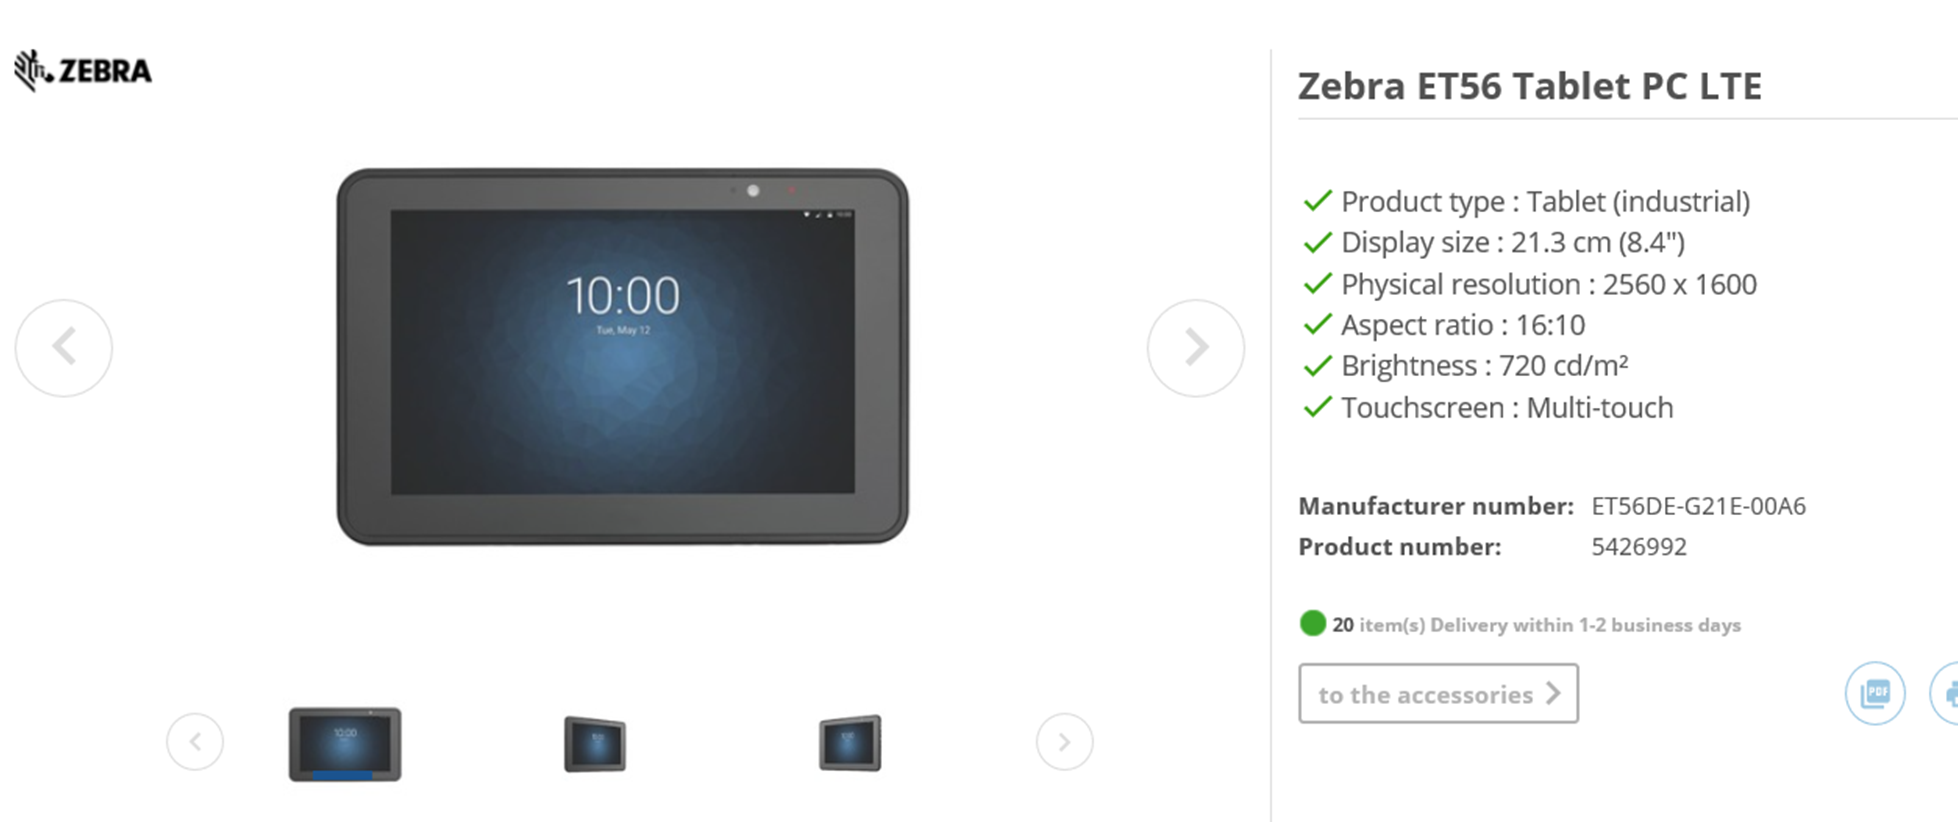 ZEBRA
10:00
Tue, May 12
10:00
Zebra ET56 Tablet PC LTE
Product type : Tablet (industrial)
Display size : 21.3 cm (8.4")
Physical resolution : 2560 x 1600
Aspect ratio : 16:10
Brightness : 720 cd/m²
Touchscreen : Multi-touch
Manufacturer number: ET56DE-G21E-00A6
Product number: 5426992
20 item(s) Delivery within 1-2 business days
to the accessories
PDF